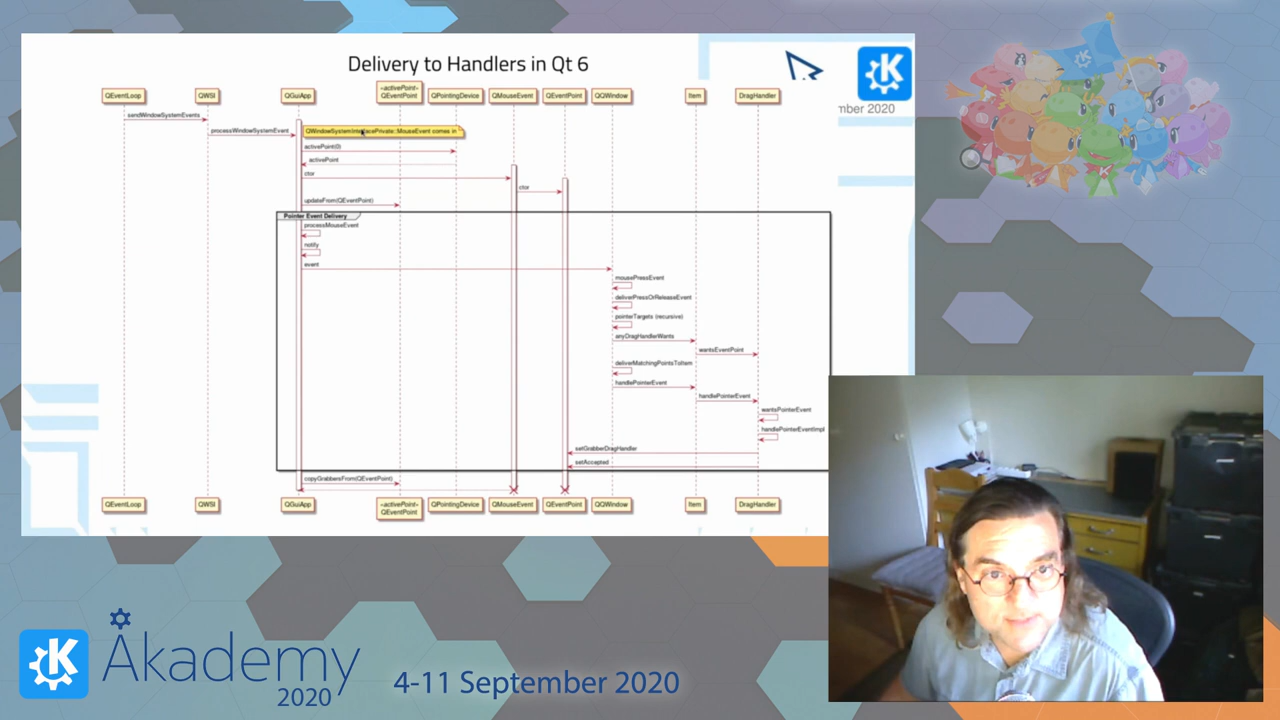 Delivery to Handlers in Qt 6
mber 2020
QEventLoop
QWSI
QGuiApp
«activePoint»
QEventPoint
QPointingDevice
QMouseEvent
QEventPoint
QQWindow
Item
DragHandler
sendWindowSystemEvents
processWindowSystemEvent
QWindowSystemInterfacePrivate::MouseEvent comes in
activePoint(0)
activePoint
ctor
ctor
updateFrom(QEventPoint)
Pointer Event Delivery
processMouseEvent
notify
event
mousePressEvent
deliverPressOrReleaseEvent
pointerTargets (recursive)
anyDragHandlerWants
wantsEventPoint
deliverMatchingPointsToItem
handlePointerEvent
handlePointerEvent
wantsPointerEvent
handlePointerEventImpl
setGrabberDragHandler
setAccepted
copyGrabbersFrom(QEventPoint)
QEventLoop
QWSI
QGuiApp
«activePoint»
QEventPoint
QPointingDevice
QMouseEvent
QEventPoint
QQWindow
Item
DragHandler
Akademy
2020
4-11 September 2020